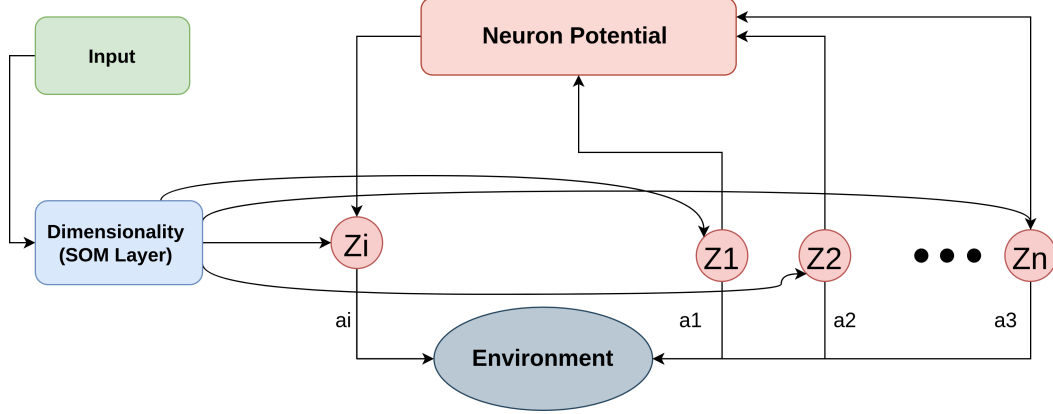 Neuron Potential
Input
Dimensionality
(SOM Layer)
Zi
Z1
Z2
Zn
ai
a1
a2
a3
Environment